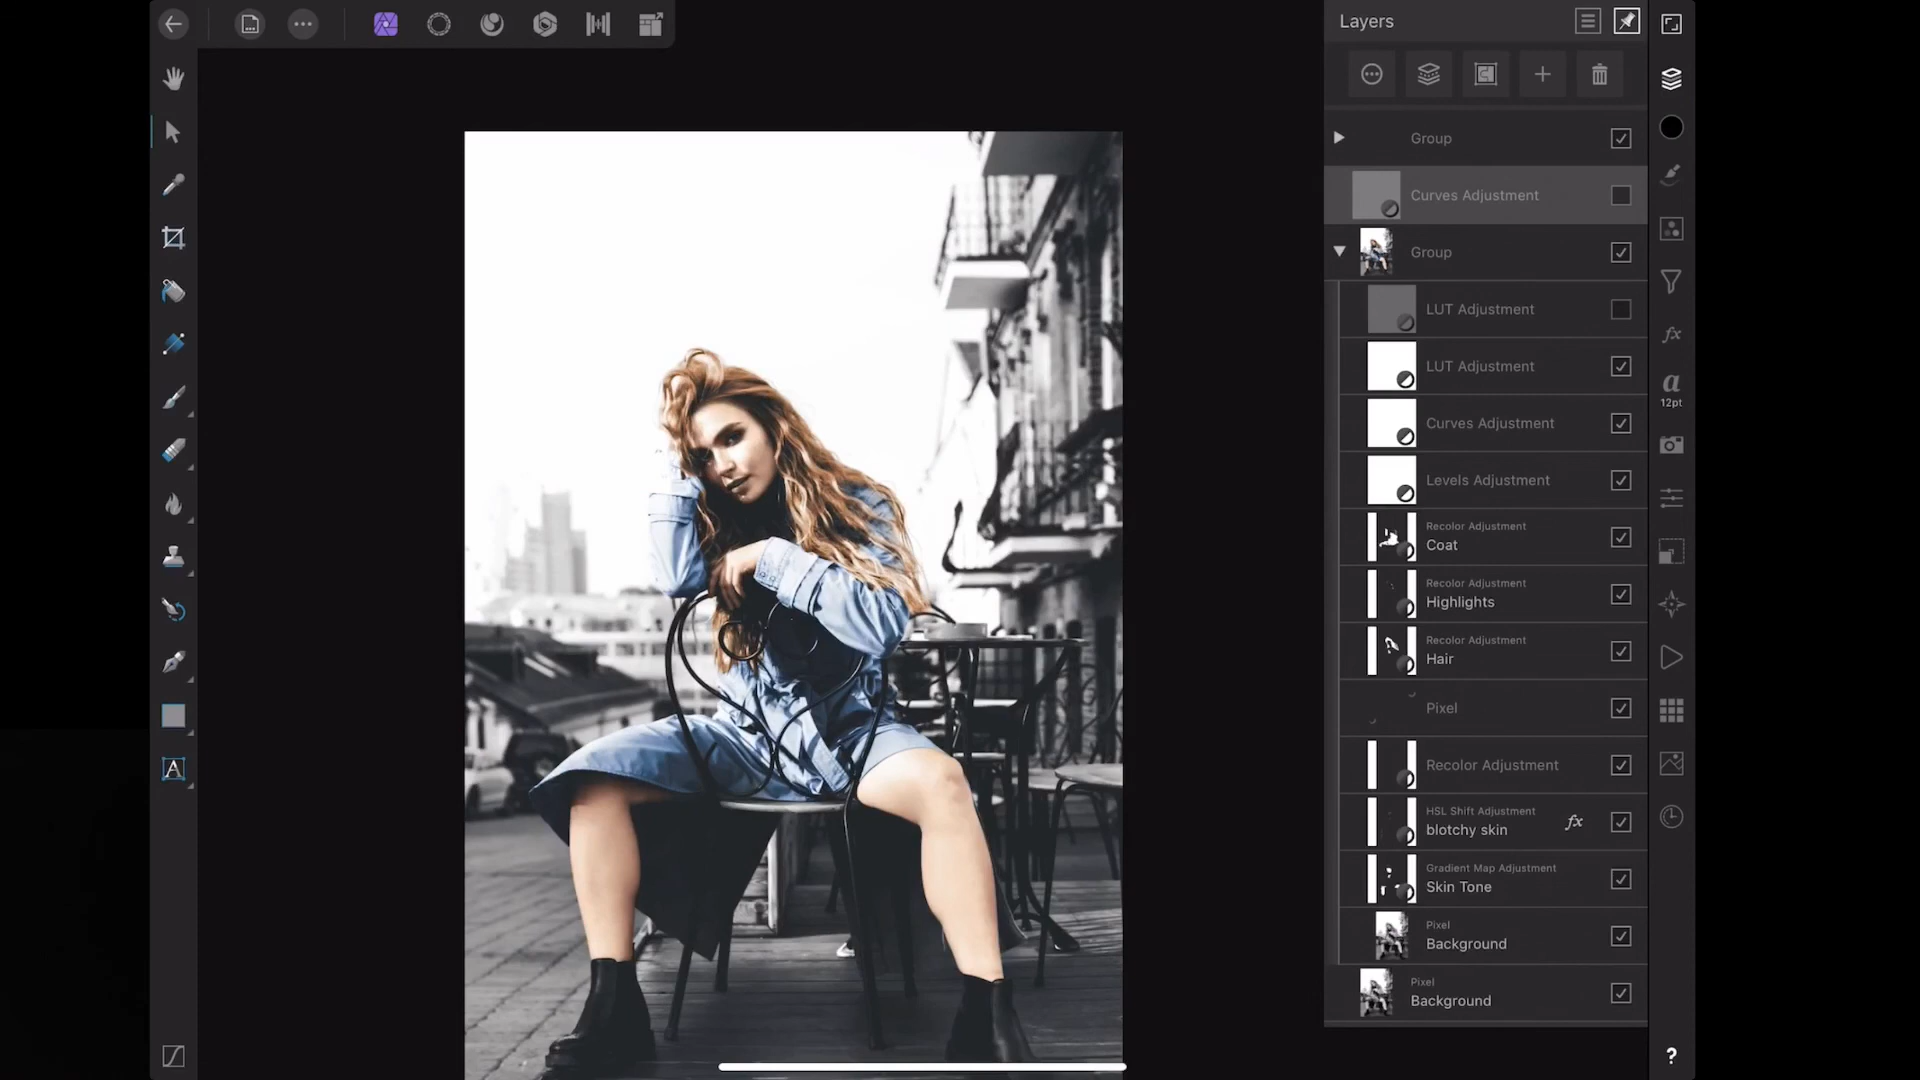 Layers
Group
Curves Adjustment
Group
LUT Adjustment
LUT Adjustment
Curves Adjustment
Levels Adjustment
Recolor Adjustment
Coat
Recolor Adjustment
Highlights
Recolor Adjustment
Hair
Pixel
Recolor Adjustment
HSL Shift Adjustment
blotchy skin
fx
Gradient Map Adjustment
Skin Tone
Pixel
Background
Pixel
Background
fx
a
12pt
A
?